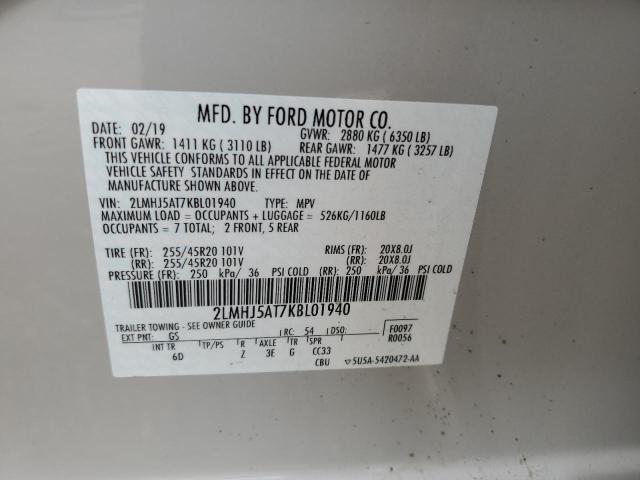 MFD. BY FORD MOTOR CO.
DATE: 02/19 GVWR: 2880 KG ( 6350 LB)
FRONT GAWR: 1411 KG ( 3110 LB) REAR GAWR: 1477 KG ( 3257 LB)
THIS VEHICLE CONFORMS TO ALL APPLICABLE FEDERAL MOTOR
VEHICLE SAFETY STANDARDS IN EFFECT ON THE DATE OF
MANUFACTURE SHOWN ABOVE.
VIN: 2LMHJ5AT7KBL01940 TYPE: MPV
MAXIMUM LOAD = OCCUPANTS + LUGGAGE = 526KG/1160LB
OCCUPANTS = 7 TOTAL; 2 FRONT, 5 REAR
TIRE (FR): 255/45R20 101V RIMS (FR): 20X8.0J
(RR): 255/45R20 101V (RR): 20X8.0J
PRESSURE (FR): 250 kPa/ 36 PSI COLD (RR): 250 kPa/ 36 PSI COLD
2LMHJ5AT7KBL01940
TRAILER TOWING - SEE OWNER GUIDE
EXT PNT: GS RC: 54 DSO: F0097
R0056
INT TR TP/PS R AXLE TR SPR
6D Z 3E G CC33
CBU ▽5U5A-5420472-AA